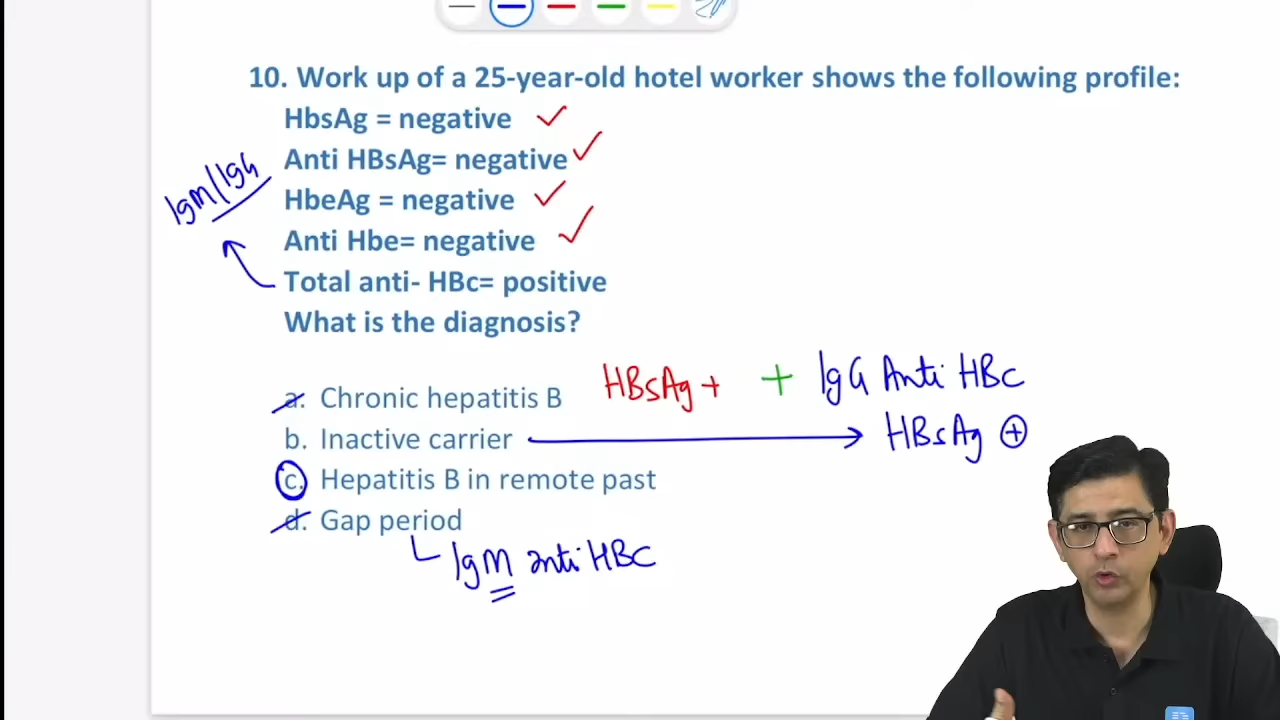 10. Work up of a 25-year-old hotel worker shows the following profile:
HbsAg = negative
Anti HBsAg= negative
IgM/IgG
HbeAg = negative
Anti Hbe= negative
Total anti- HBc= positive
What is the diagnosis?
a. Chronic hepatitis B HBsAg + + IgG Anti HBc
b. Inactive carrier HBsAg +
c. Hepatitis B in remote past
d. Gap period
IgM anti HBC